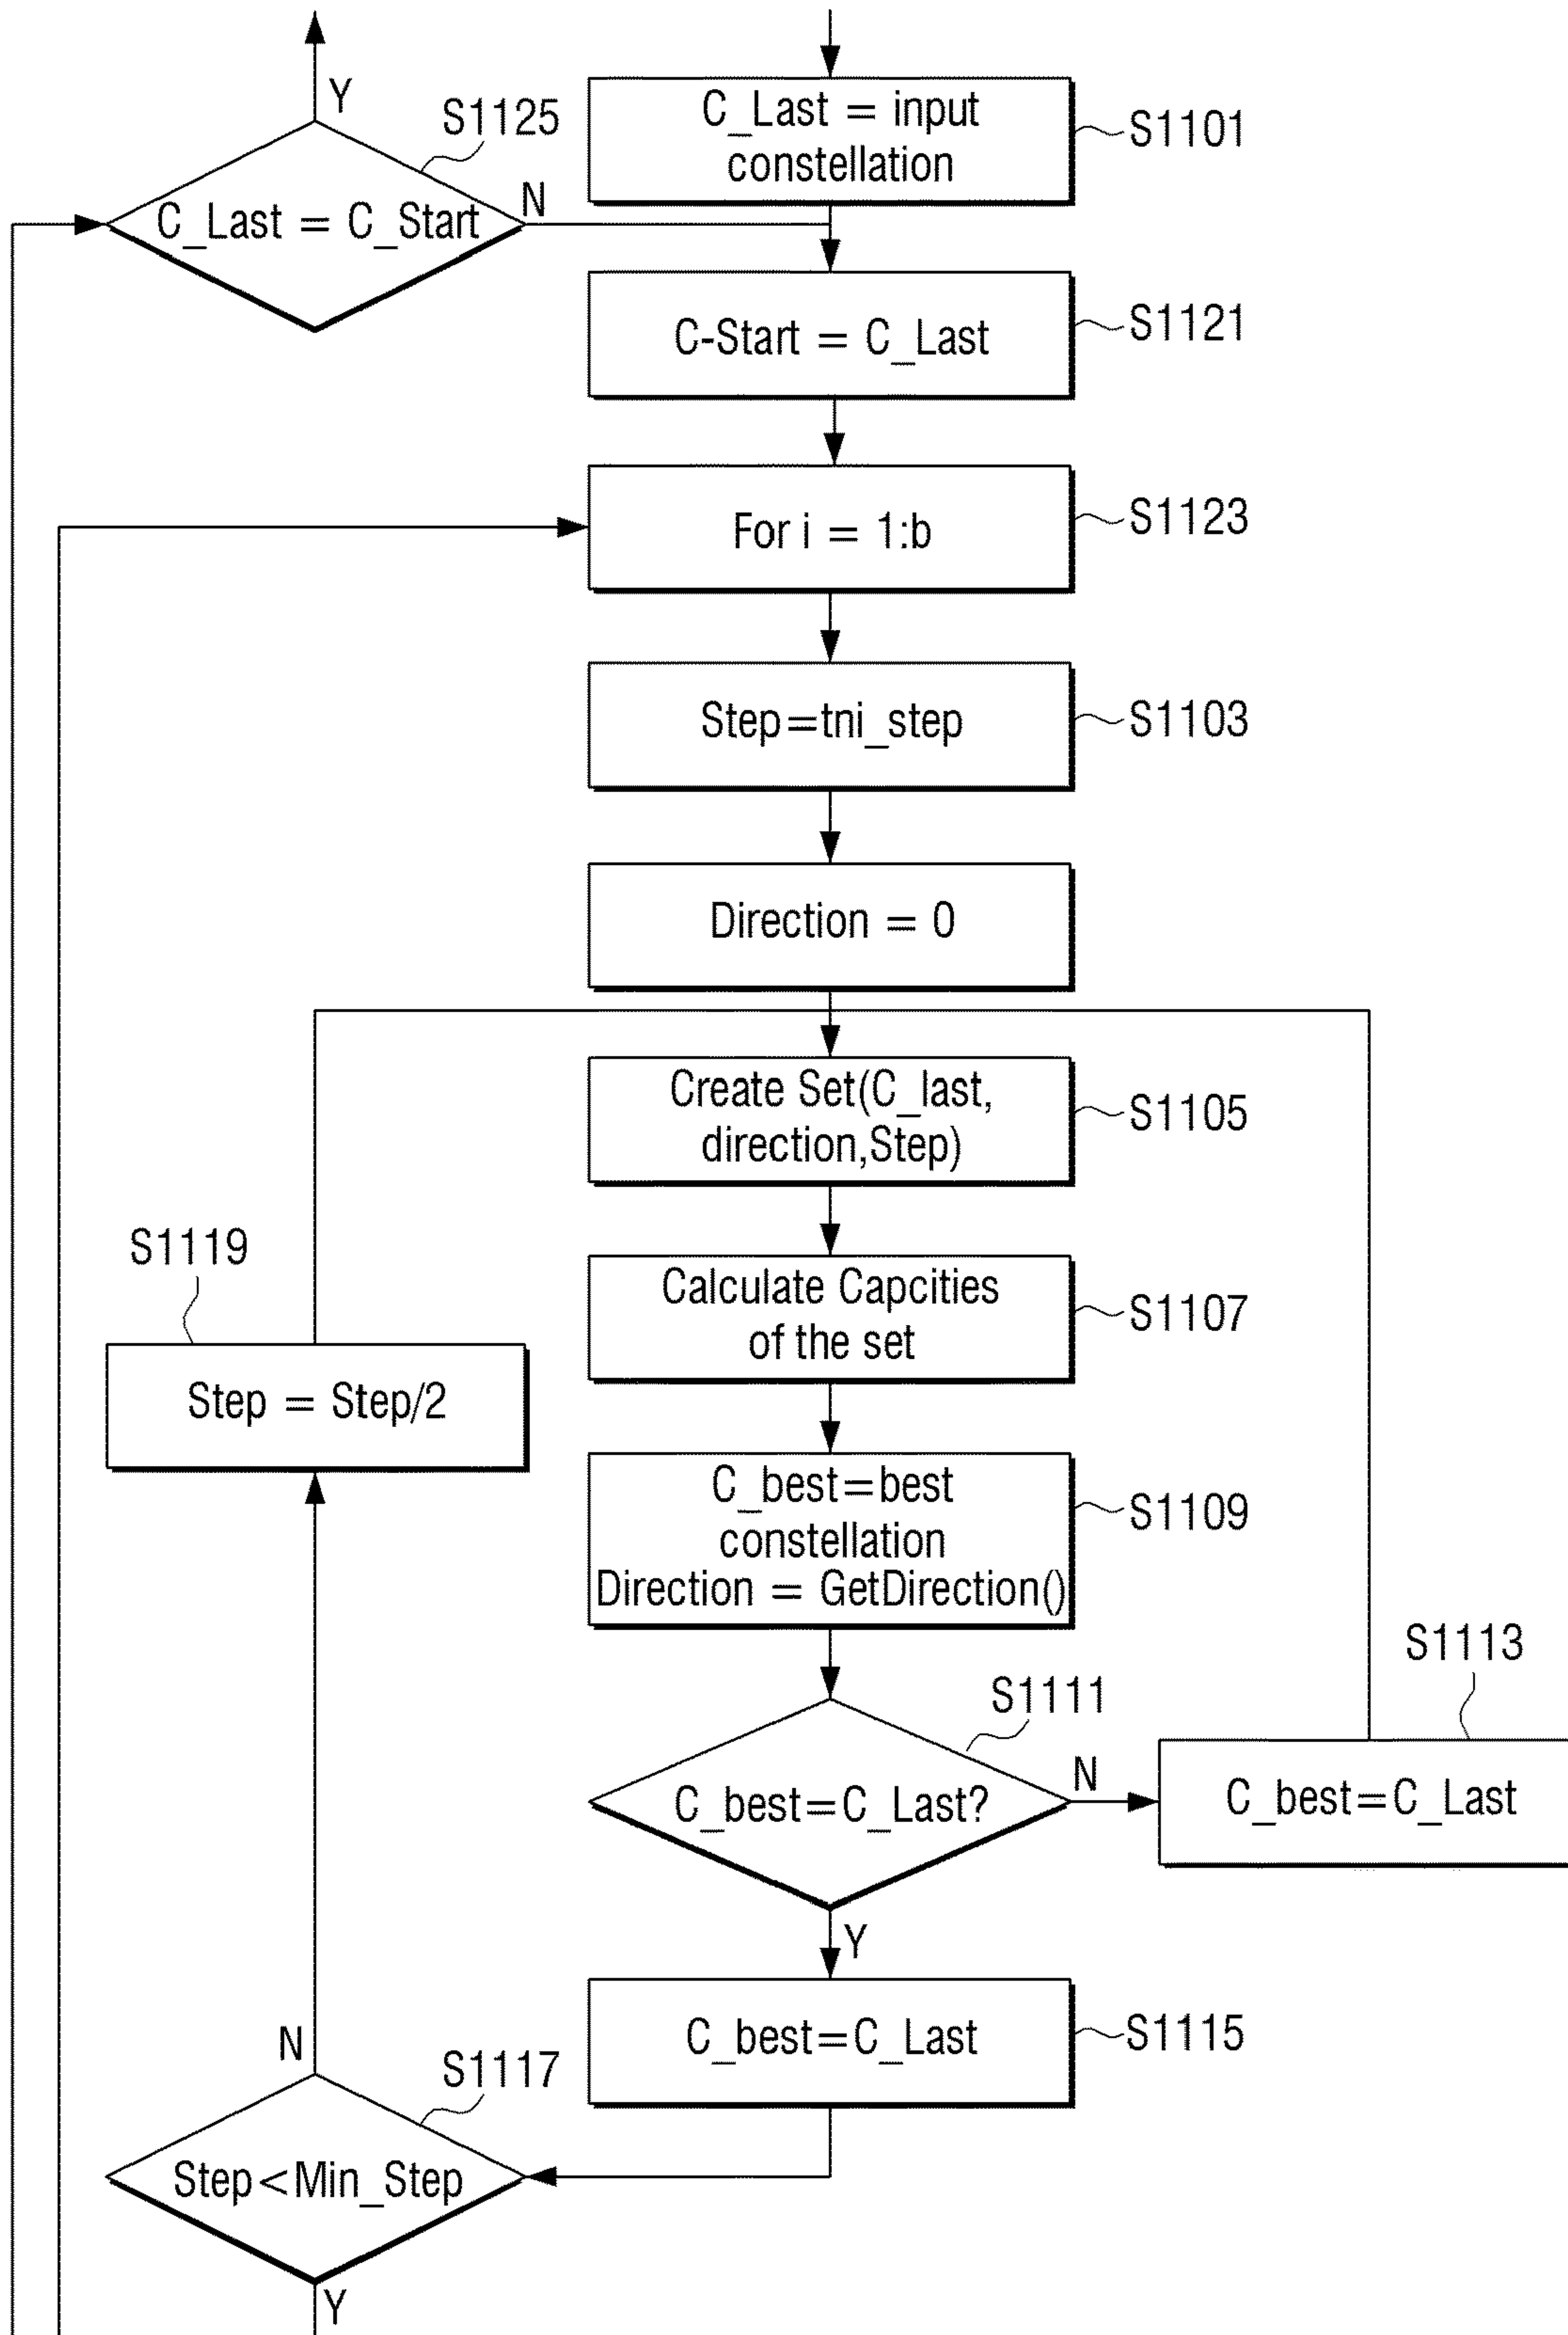 Y
S1125
C_Last = C_Start
N
C_Last = input
constellation
S1101
C-Start = C_Last
S1121
For i = 1:b
S1123
Step=tni_step
S1103
Direction = 0
Create Set(C_last,
direction,Step)
S1105
S1119
Step = Step/2
Calculate Capcities
of the set
S1107
C_best=best
constellation
Direction = GetDirection()
S1109
S1111
C_best=C_Last?
N
S1113
C_best=C_Last
Y
C_best=C_Last
S1115
N
S1117
Step<Min_Step
Y